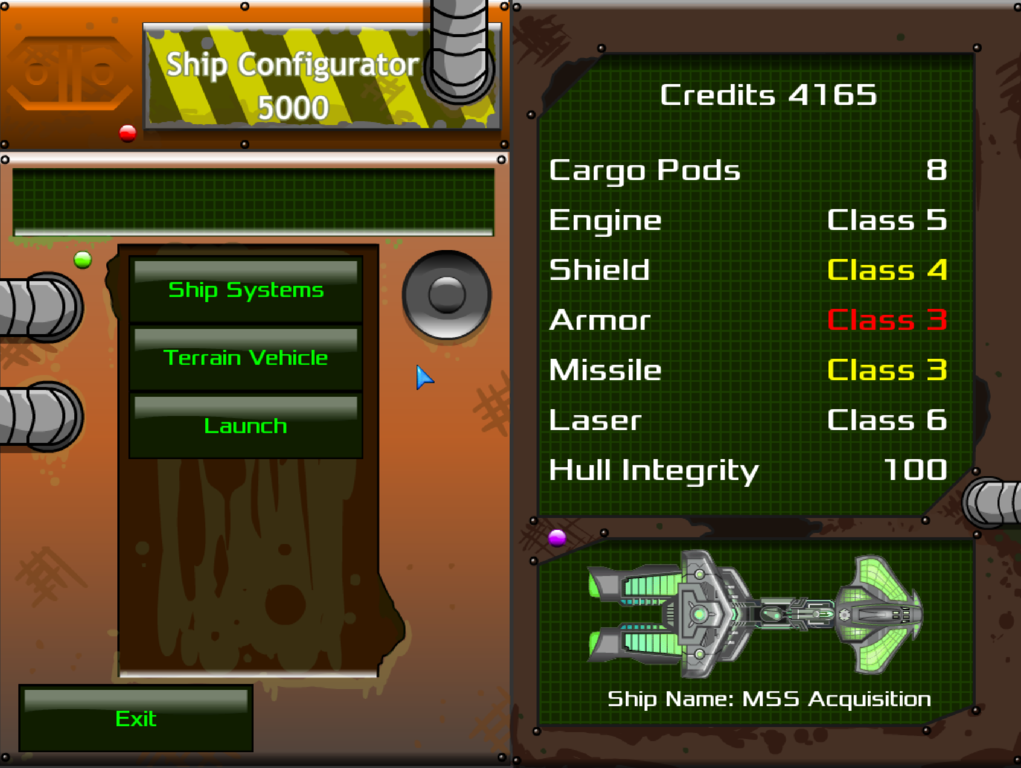 Ship Configurator
5000
Ship Systems
Terrain Vehicle
Launch
Exit
Credits 4165
Cargo Pods 8
Engine Class 5
Shield Class 4
Armor Class 3
Missile Class 3
Laser Class 6
Hull Integrity 100
Ship Name: MSS Acquisition